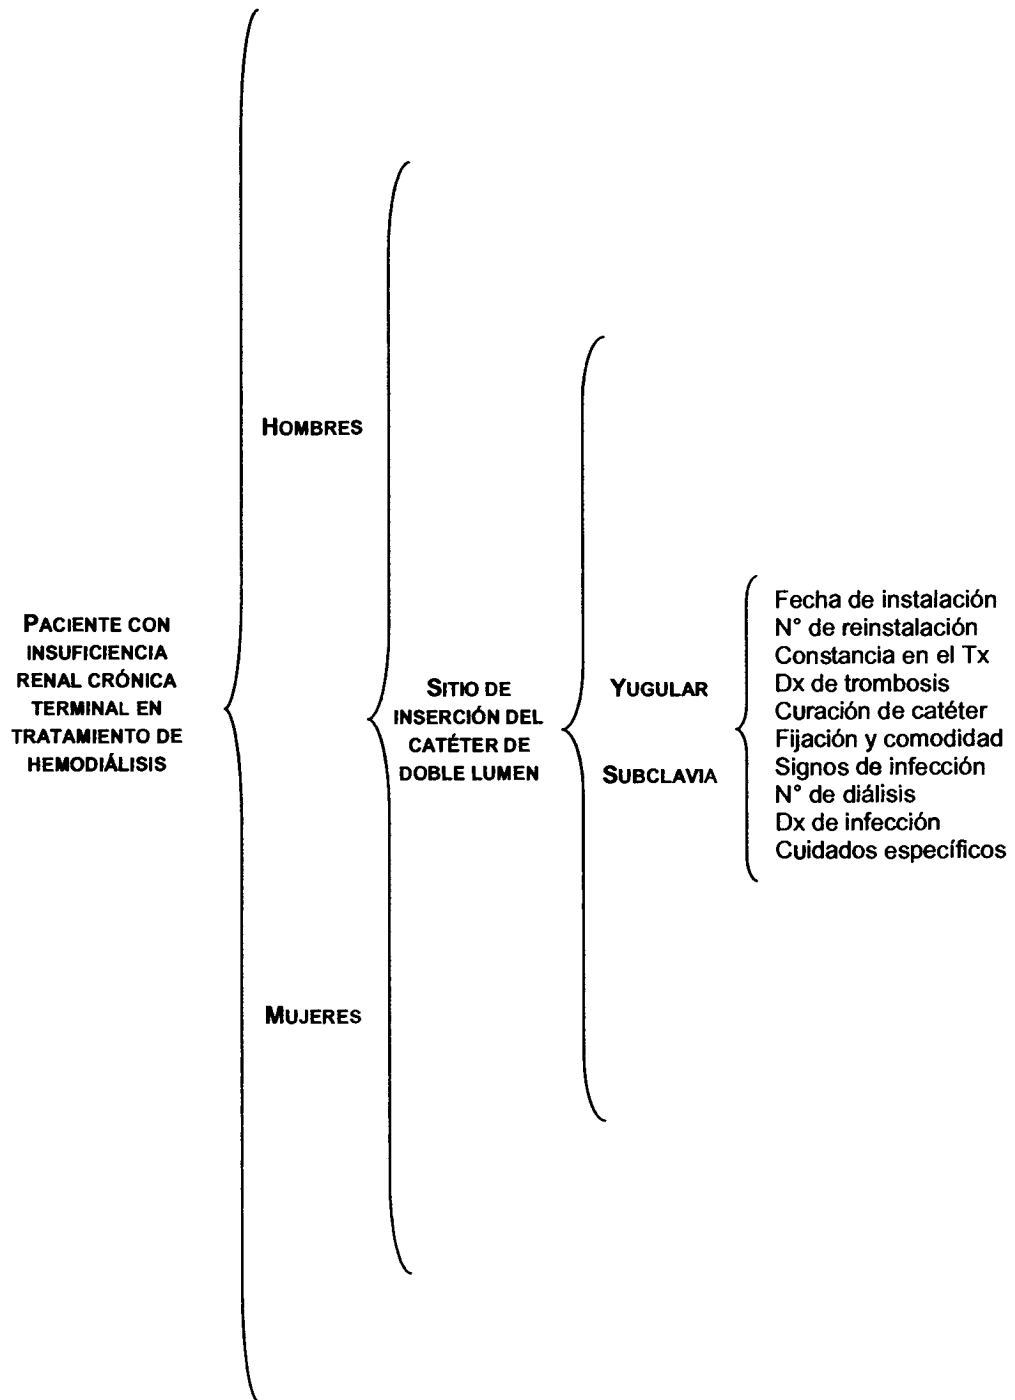 PACIENTE CON
INSUFICIENCIA
RENAL CRÓNICA
TERMINAL EN
TRATAMIENTO DE
HEMODIÁLISIS
HOMBRES
MUJERES
SITIO DE
INSERCIÓN DEL
CATÉTER DE
DOBLE LUMEN
YUGULAR
SUBCLAVIA
Fecha de instalación
N° de reinstalación
Constancia en el Tx
Dx de trombosis
Curación de catéter
Fijación y comodidad
Signos de infección
N° de diálisis
Dx de infección
Cuidados específicos